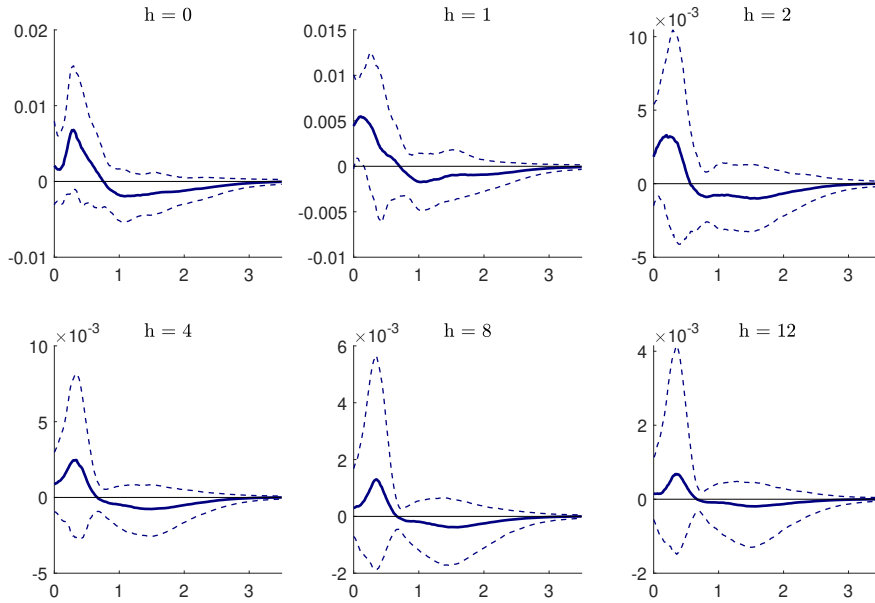 h = 0
0.02
0.01
0
-0.01
0 1 2 3
h = 1
0.015
0.01
0.005
0
-0.005
-0.01
0 1 2 3
h = 2
×10⁻³
10
5
0
-5
0 1 2 3
h = 4
×10⁻³
10
5
0
-5
0 1 2 3
h = 8
×10⁻³
6
4
2
0
-2
0 1 2 3
h = 12
×10⁻³
4
2
0
-2
0 1 2 3